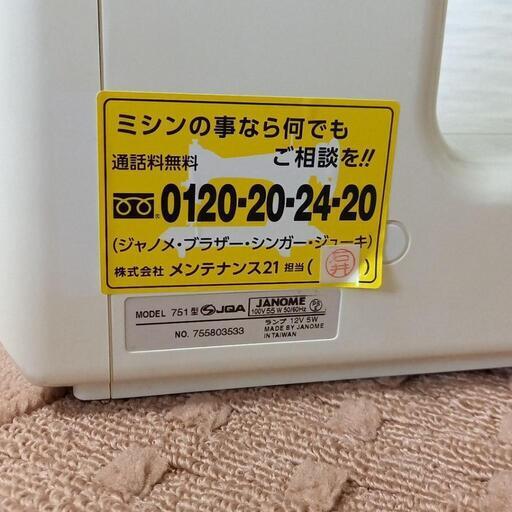 ミシンの事なら何でも
ご相談を!!
通話料無料
0120-20-24-20
(ジャノメ・ブラザー・シンガー・ジューキ)
株式会社 メンテナンス21 担当( )
MODEL 751型 JQA JANOME
100V 55W 50/60Hz
ランプ 12V 5W
NO. 755803533
MADE BY JANOME
IN TAIWAN